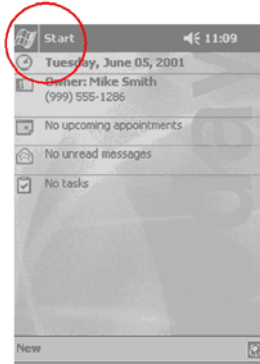 Start 11:09
Tuesday, June 05, 2001
Owner: Mike Smith
(999) 555-1286
No upcoming appointments
No unread messages
No tasks
New